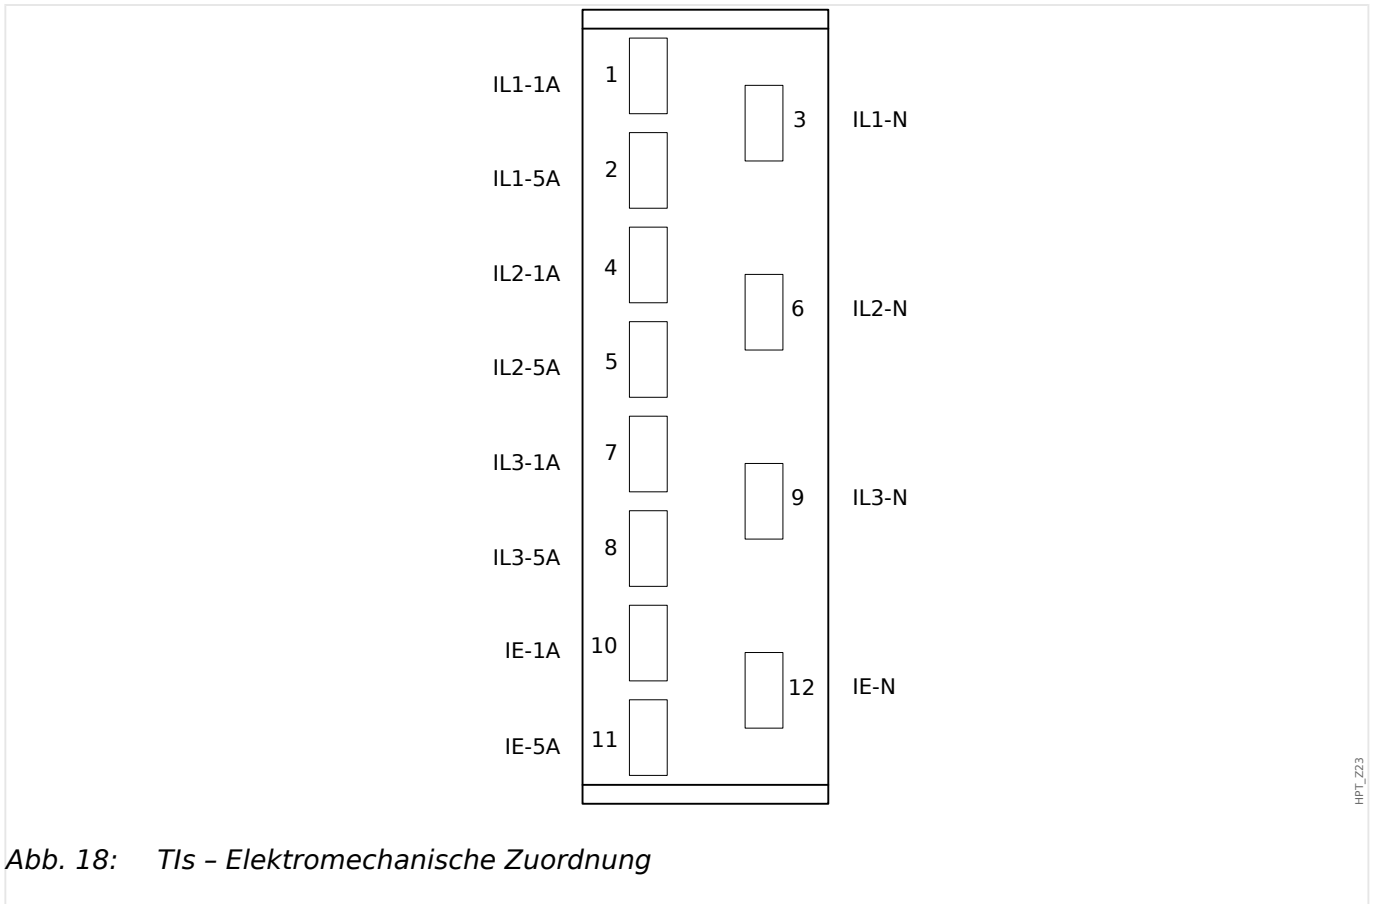 IL1-1A 1
3 IL1-N
IL1-5A 2
IL2-1A 4
6 IL2-N
IL2-5A 5
IL3-1A 7
9 IL3-N
IL3-5A 8
IE-1A 10
12 IE-N
IE-5A 11
HPT_Z23
Abb. 18: TIs – Elektromechanische Zuordnung